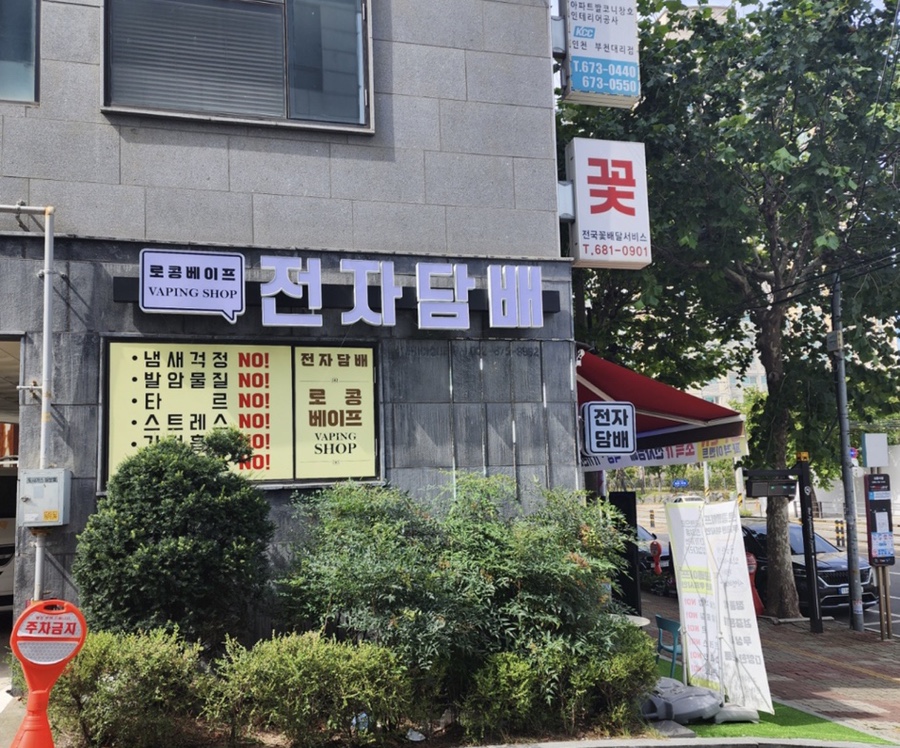 아파트발코니창호
인테리어공사
KCC
인천 부천대리점
T.673-0440
673-0550
꽃
전국꽃배달서비스
T.681-0901
로콩베이프
VAPING SHOP
전자담배
• 냄새걱정 NO!
• 발암물질 NO!
• 타르 NO!
• 스트레스 NO!
NO!
NO!
전자담배
로콩
베이프
VAPING
SHOP
전자
담배
주차금지